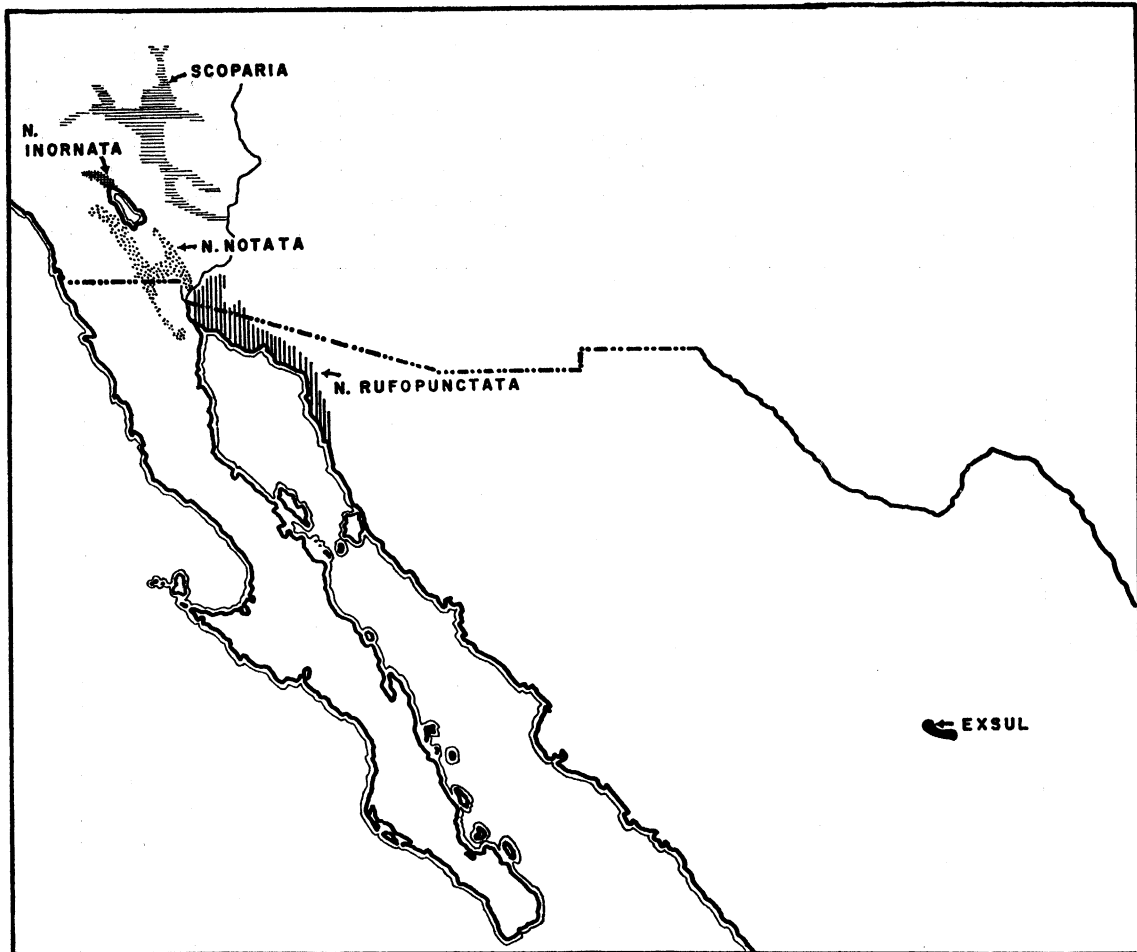 SCOPARIA
N.
INORNATA
N. NOTATA
N. RUFOPUNCTATA
EXSUL